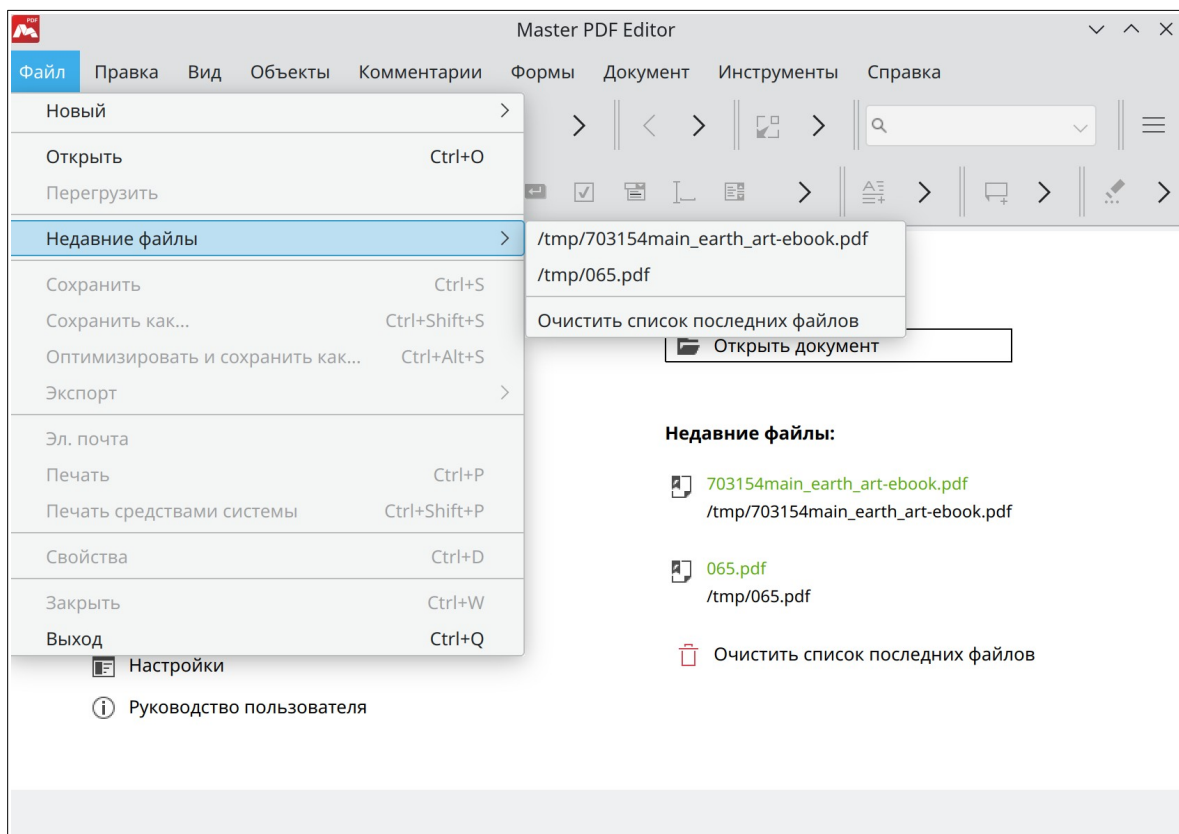 PDF
Master PDF Editor
Файл Правка Вид Объекты Комментарии Формы Документ Инструменты Справка
Новый
Открыть Ctrl+O
Перегрузить
Недавние файлы
/tmp/703154main_earth_art-ebook.pdf
/tmp/065.pdf
Очистить список последних файлов
Сохранить Ctrl+S
Сохранить как... Ctrl+Shift+S
Оптимизировать и сохранить как... Ctrl+Alt+S
Экспорт
Эл. почта
Печать Ctrl+P
Печать средствами системы Ctrl+Shift+P
Свойства Ctrl+D
Закрыть Ctrl+W
Выход Ctrl+Q
Настройки
Руководство пользователя
Открыть документ
Недавние файлы:
703154main_earth_art-ebook.pdf
/tmp/703154main_earth_art-ebook.pdf
065.pdf
/tmp/065.pdf
Очистить список последних файлов